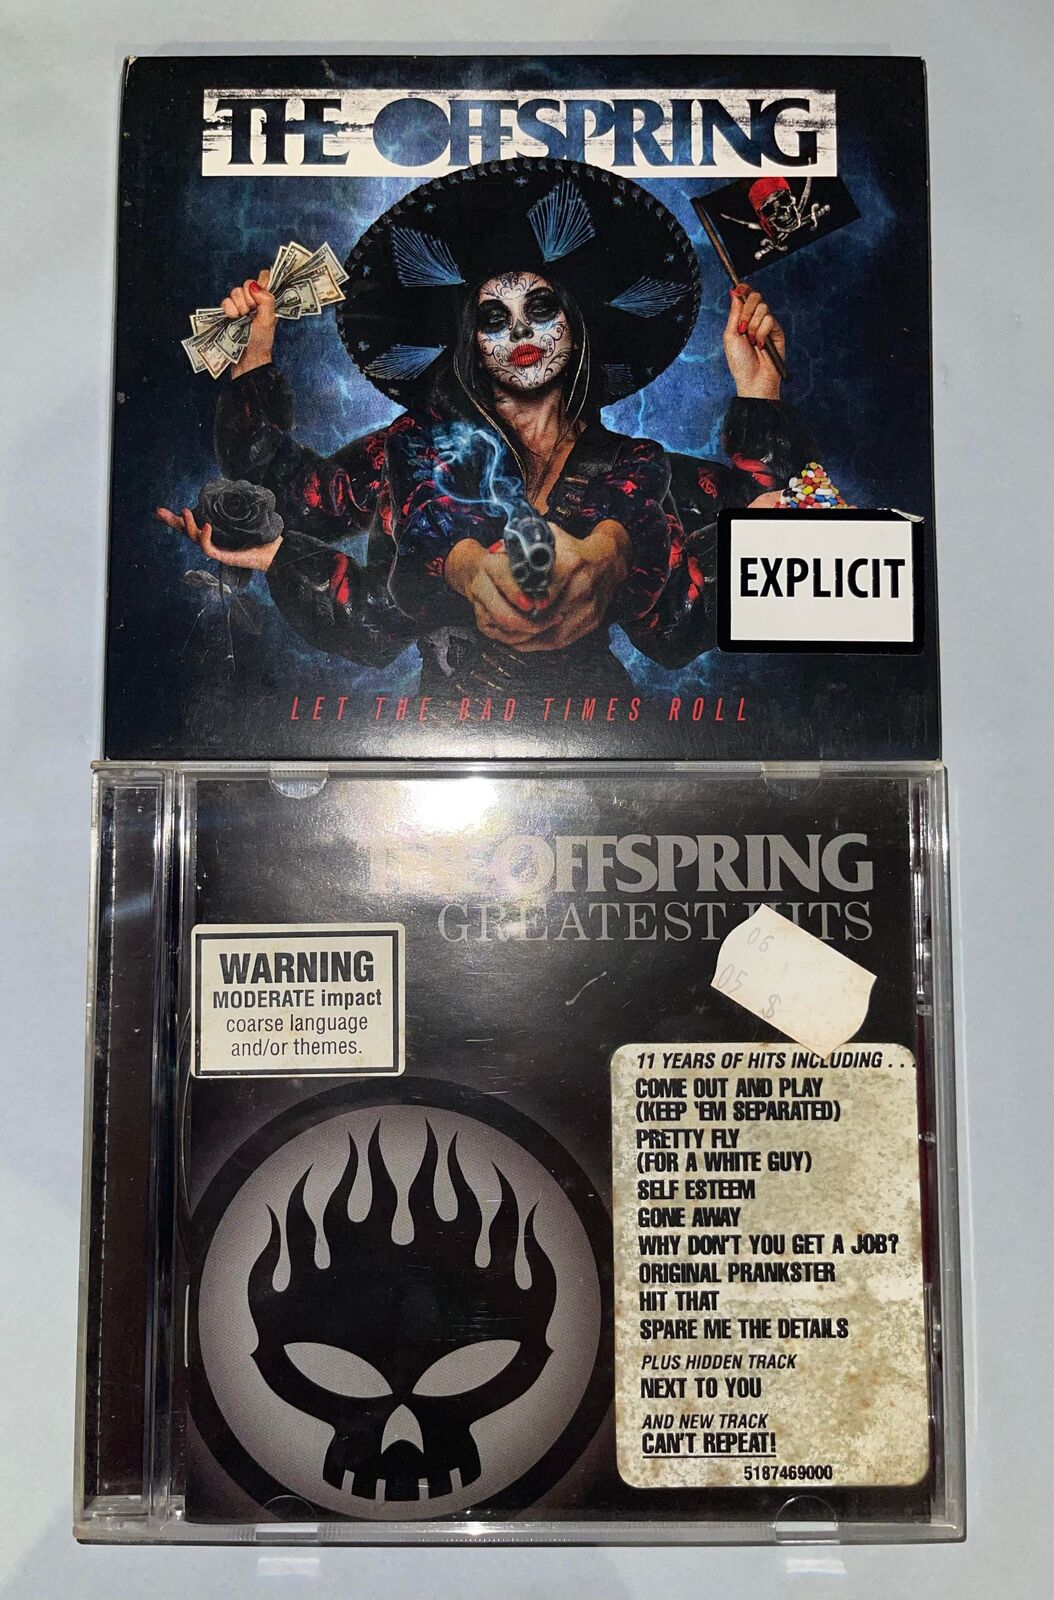 THE OFFSPRING
EXPLICIT
LET THE BAD TIMES ROLL
THE OFFSPRING
GREATEST HITS
06
05 $
WARNING
MODERATE impact
coarse language
and/or themes.
11 YEARS OF HITS INCLUDING . . .
COME OUT AND PLAY
(KEEP 'EM SEPARATED)
PRETTY FLY
(FOR A WHITE GUY)
SELF ESTEEM
GONE AWAY
WHY DON'T YOU GET A JOB?
ORIGINAL PRANKSTER
HIT THAT
SPARE ME THE DETAILS
PLUS HIDDEN TRACK
NEXT TO YOU
AND NEW TRACK
CAN'T REPEAT!
5187469000